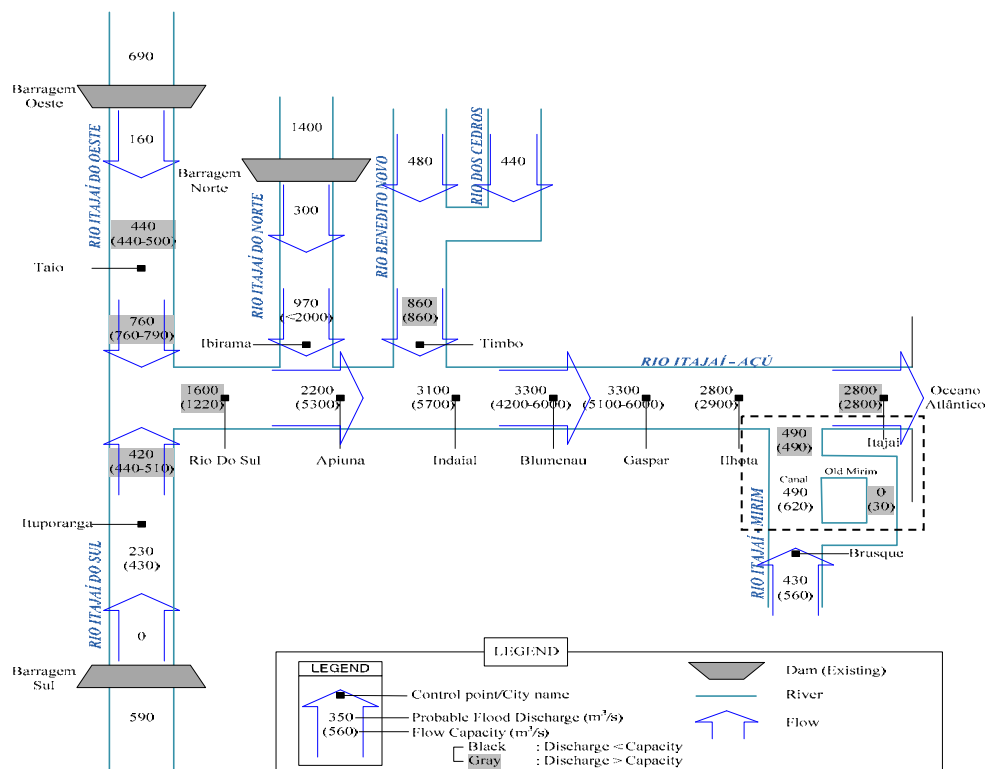 690
Barragem
Oeste
160
RIO ITAJAÍ DO OESTE
440
(440-500)
Taio
760
(760-790)
1400
Barragem
Norte
300
RIO ITAJAÍ DO NORTE
970
(<2000)
Ibirama
480
RIO BENEDITO NOVO
RIO DOS CEDROS
440
860
(860)
Timbo
RIO ITAJAÍ - AÇÚ
1600
(1220)
2200
(5300)
3100
(5700)
3300
(4200-6000)
3300
(5100-6000)
2800
(2900)
2800
(2800)
Oceano
Atlântico
Rio Do Sul
Apiuna
Indaial
Blumenau
Gaspar
Ilhota
Itajai
420
(440-510)
Ituporanga
230
(430)
RIO ITAJAÍ DO SUL
0
Barragem
Sul
590
490
(490)
Canal
490
(620)
Old Mirim
0
(30)
RIO ITAJAÍ - MIRIM
Brusque
430
(560)
LEGEND
LEGEND
Control point/City name
350 Probable Flood Discharge (m³/s)
(560) Flow Capacity (m³/s)
Black : Discharge < Capacity
Gray : Discharge > Capacity
Dam (Existing)
River
Flow